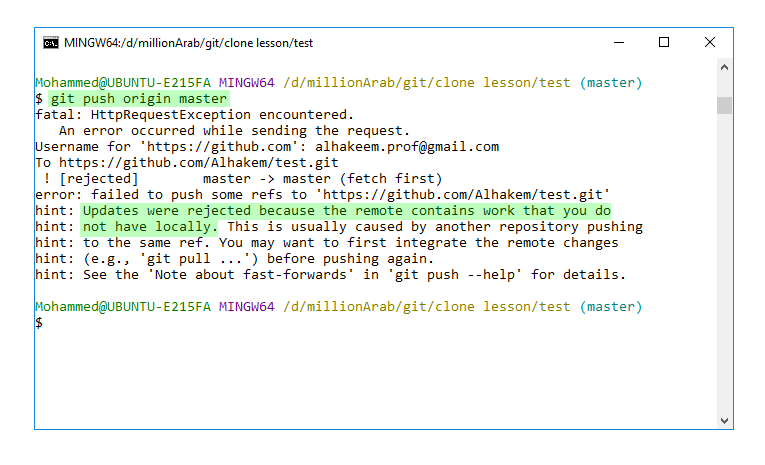 MINGW64:/d/millionArab/git/clone lesson/test
Mohammed@UBUNTU-E215FA MINGW64 /d/millionArab/git/clone lesson/test (master)
$ git push origin master
fatal: HttpRequestException encountered.
   An error occurred while sending the request.
Username for 'https://github.com': alhakeem.prof@gmail.com
To https://github.com/Alhakem/test.git
 ! [rejected]        master -> master (fetch first)
error: failed to push some refs to 'https://github.com/Alhakem/test.git'
hint: Updates were rejected because the remote contains work that you do
hint: not have locally. This is usually caused by another repository pushing
hint: to the same ref. You may want to first integrate the remote changes
hint: (e.g., 'git pull ...') before pushing again.
hint: See the 'Note about fast-forwards' in 'git push --help' for details.
Mohammed@UBUNTU-E215FA MINGW64 /d/millionArab/git/clone lesson/test (master)
$